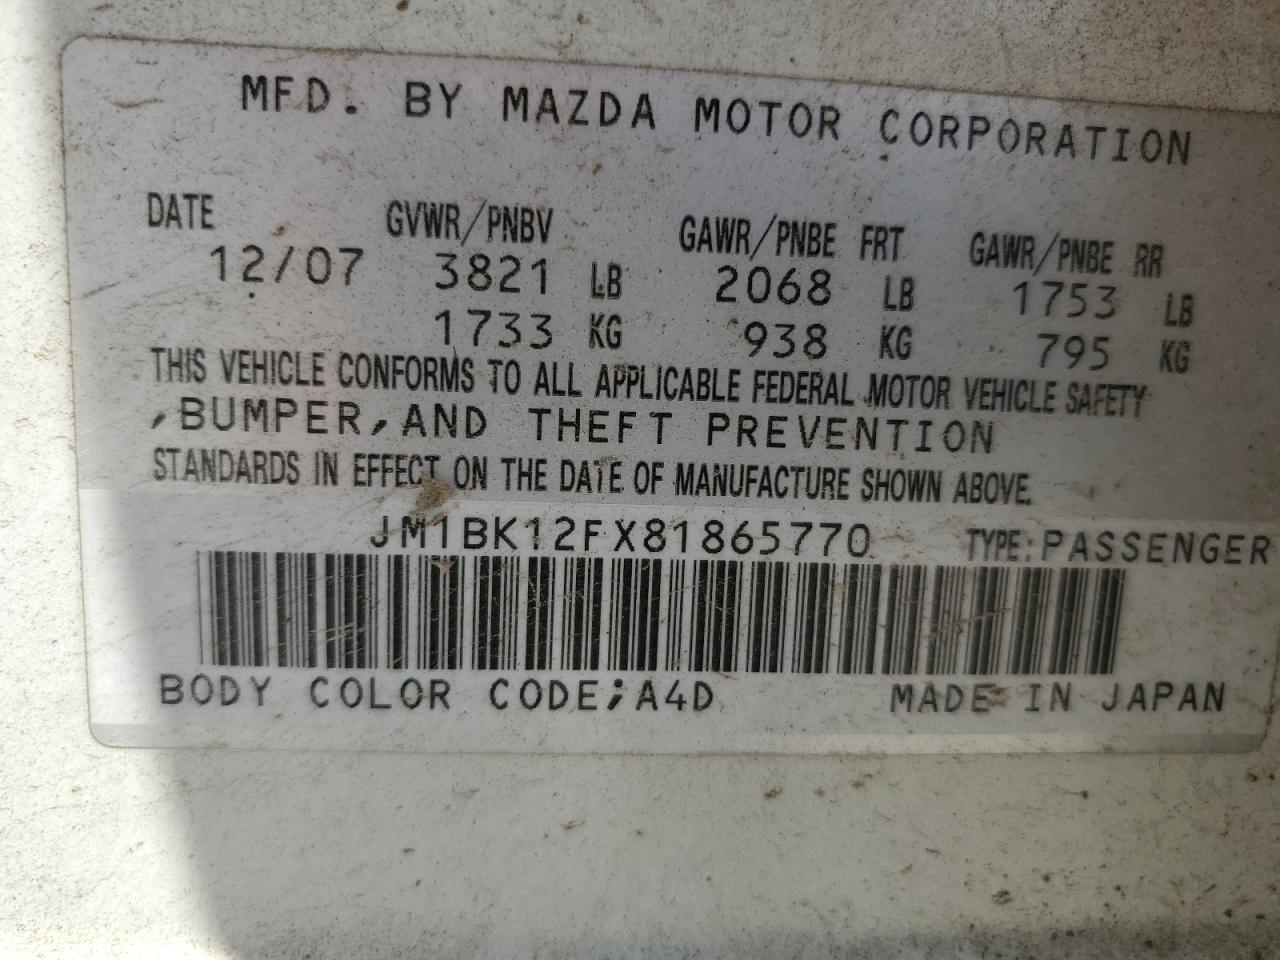 MFD. BY MAZDA MOTOR CORPORATION
DATE GVWR/PNBV GAWR/PNBE FRT GAWR/PNBE RR
12/07 3821 LB 2068 LB 1753 LB
1733 KG 938 KG 795 KG
THIS VEHICLE CONFORMS TO ALL APPLICABLE FEDERAL MOTOR VEHICLE SAFETY
,BUMPER,AND THEFT PREVENTION
STANDARDS IN EFFECT ON THE DATE OF MANUFACTURE SHOWN ABOVE.
JM1BK12FX81865770 TYPE:PASSENGER
BODY COLOR CODE;A4D MADE IN JAPAN